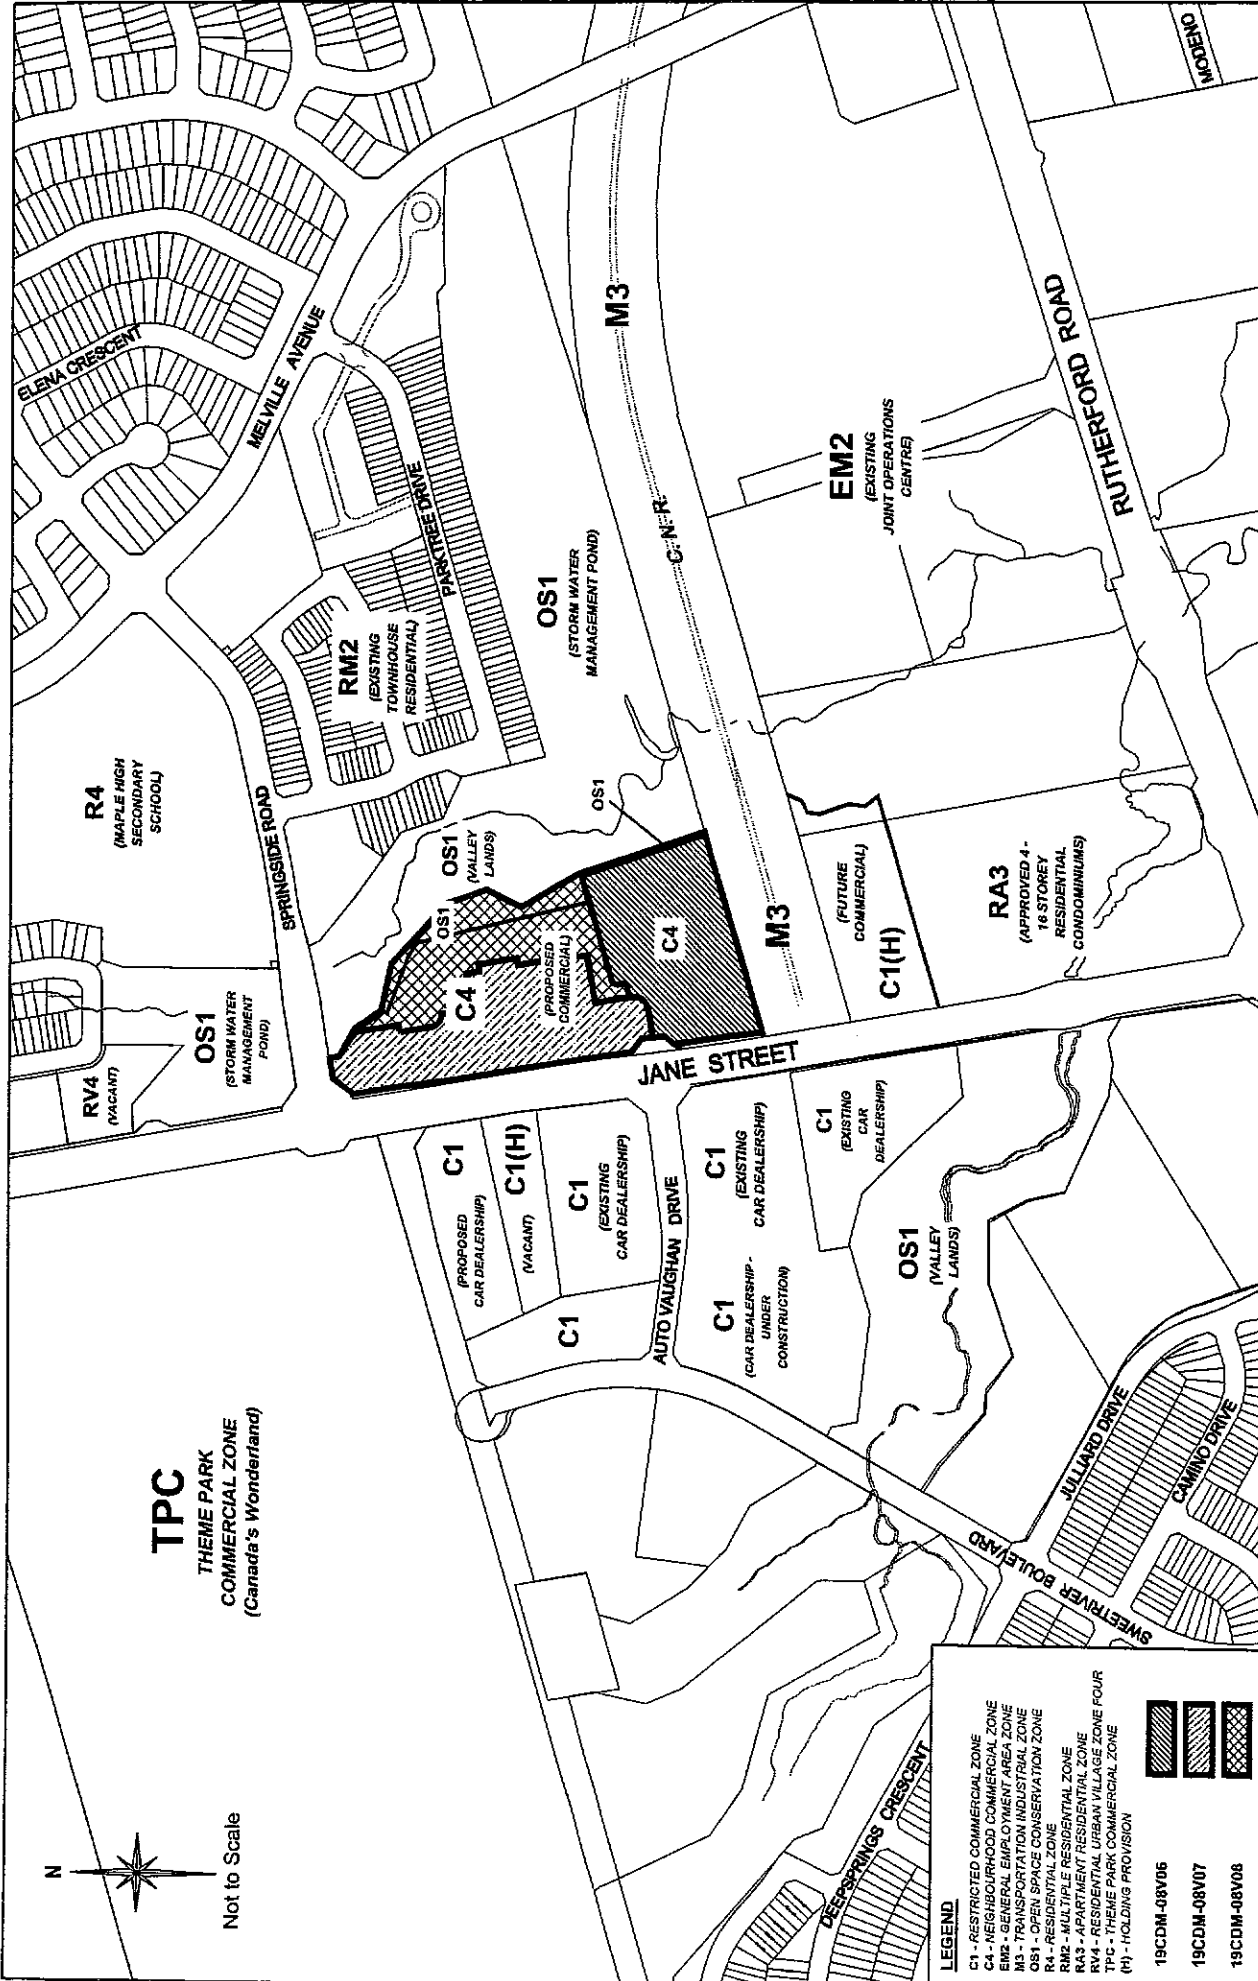 N
Not to Scale
TPC
THEME PARK
COMMERCIAL ZONE
(Canada's Wonderland)
RV4
(VACANT)
OS1
(STORM WATER
MANAGEMENT
POND)
R4
(MAPLE HIGH
SECONDARY
SCHOOL)
SPRINGSIDE ROAD
ELENA CRESCENT
MELVILLE AVENUE
RM2
(EXISTING
TOWNHOUSE
RESIDENTIAL)
PARKTREE DRIVE
OS1
(STORM WATER
MANAGEMENT POND)
OS1
(VALLEY
LANDS)
OS1
OS1
C4
(PROPOSED
COMMERCIAL)
C4
M3
C.N.R.
M3
JANE STREET
C1
(PROPOSED
CAR DEALERSHIP)
C1(H)
(VACANT)
C1
(EXISTING
CAR DEALERSHIP)
C1
AUTO VAUGHAN DRIVE
C1
(EXISTING
CAR DEALERSHIP)
C1
(CAR DEALERSHIP -
UNDER
CONSTRUCTION)
C1
(EXISTING
CAR
DEALERSHIP)
OS1
(VALLEY
LANDS)
(FUTURE
COMMERCIAL)
C1(H)
RA3
(APPROVED 4 -
16 STOREY
RESIDENTIAL
CONDOMINIUMS)
EM2
(EXISTING
JOINT OPERATIONS
CENTRE)
RUTHERFORD ROAD
MODENO
JULLIARD DRIVE
CAMINO DRIVE
SWEETRIVER BOULEVARD
DEEPSPRINGS CRESCENT
LEGEND
C1 - RESTRICTED COMMERCIAL ZONE
C4 - NEIGHBOURHOOD COMMERCIAL ZONE
EM2 - GENERAL EMPLOYMENT AREA ZONE
M3 - TRANSPORTATION INDUSTRIAL ZONE
OS1 - OPEN SPACE CONSERVATION ZONE
R4 - RESIDENTIAL ZONE
RM2 - MULTIPLE RESIDENTIAL ZONE
RA3 - APARTMENT RESIDENTIAL ZONE
RV4 - RESIDENTIAL URBAN VILLAGE ZONE FOUR
TPC - THEME PARK COMMERCIAL ZONE
(H) - HOLDING PROVISION
19CDM-08V06
19CDM-08V07
19CDM-08V08